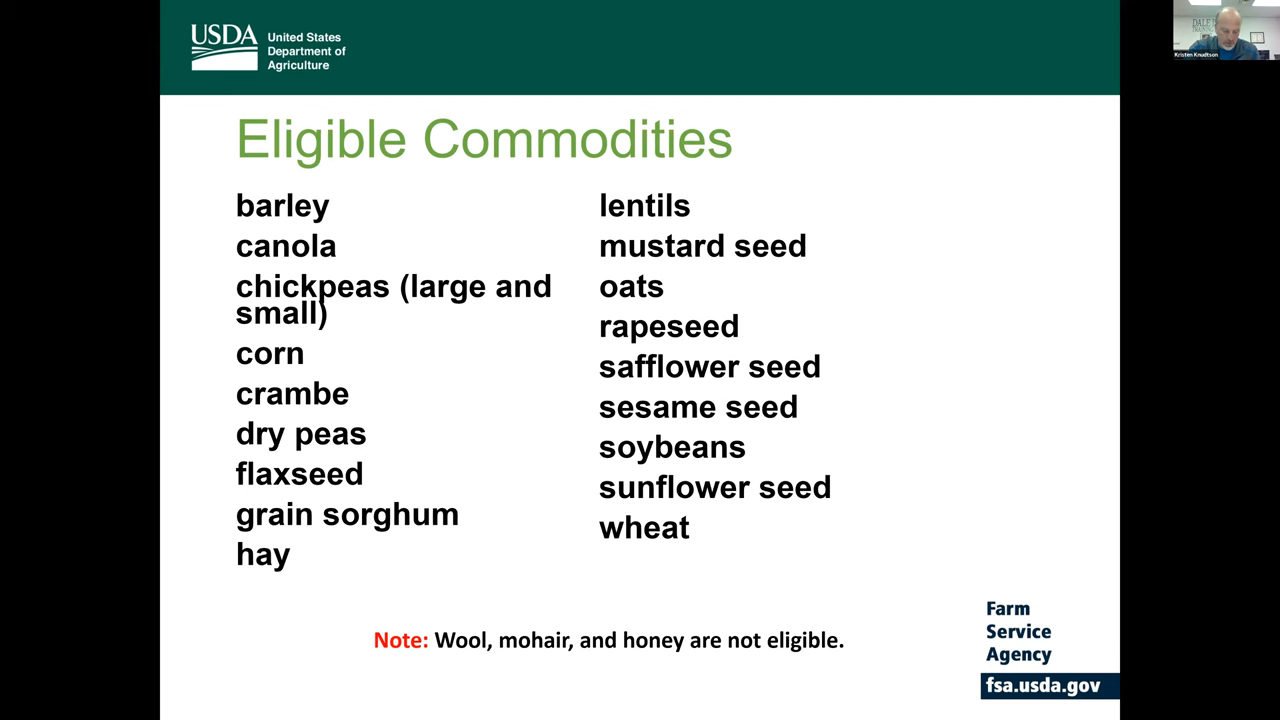 USDA
United States
Department of
Agriculture
Kristen Knudtson
Eligible Commodities
barley
canola
chickpeas (large and
small)
corn
crambe
dry peas
flaxseed
grain sorghum
hay
lentils
mustard seed
oats
rapeseed
safflower seed
sesame seed
soybeans
sunflower seed
wheat
Note: Wool, mohair, and honey are not eligible.
Farm
Service
Agency
fsa.usda.gov